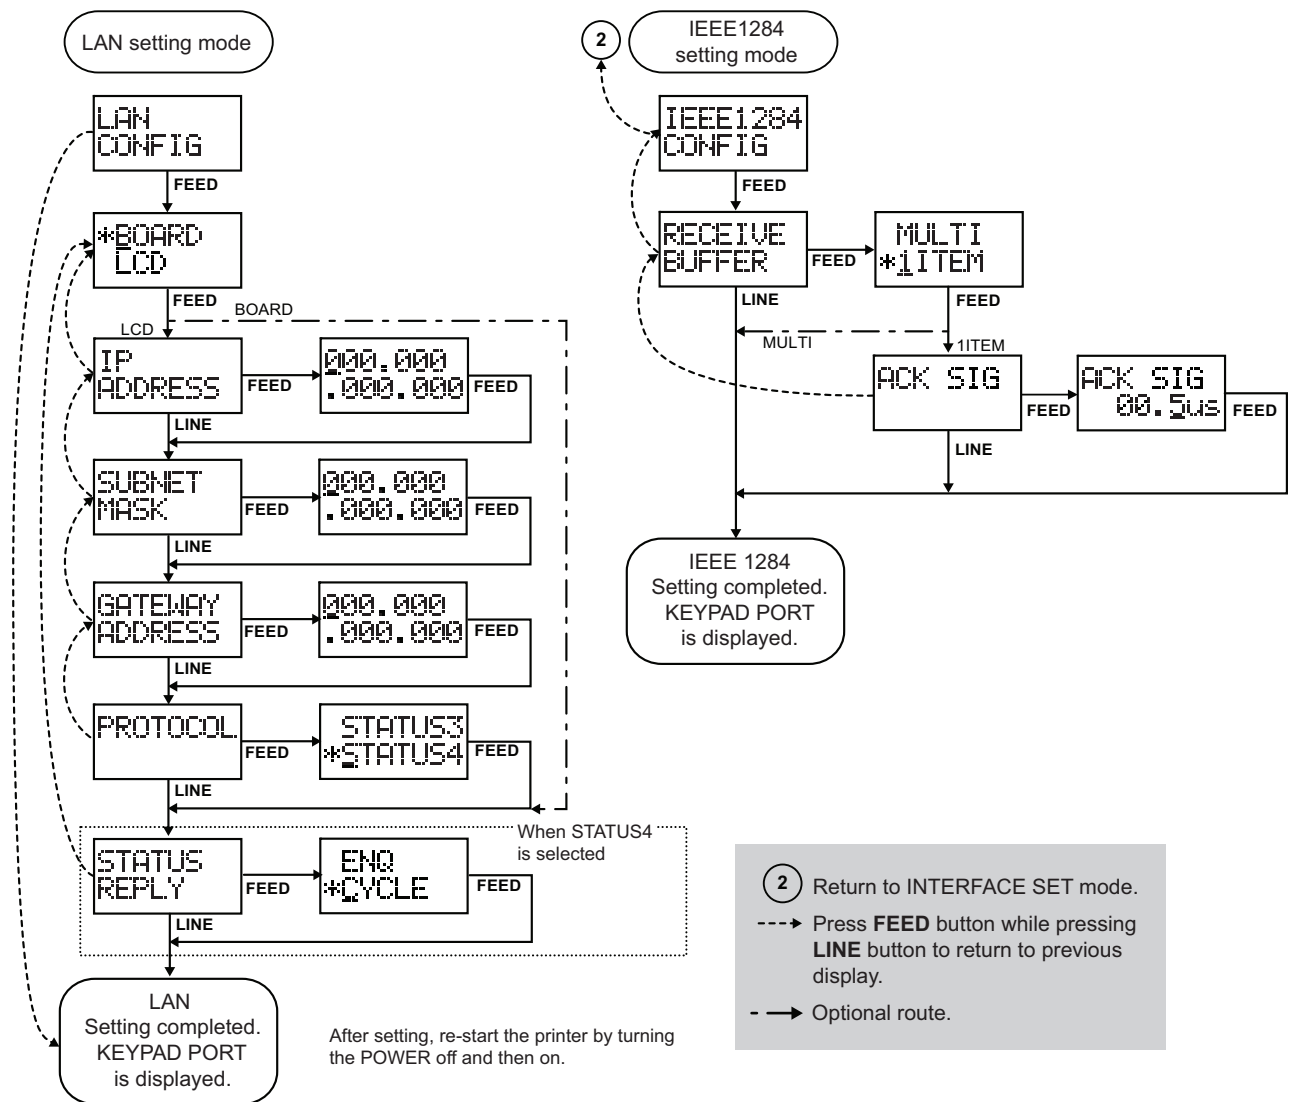 LAN setting mode
LAN
CONFIG
FEED
*BOARD
LCD
FEED
BOARD
LCD
IP
ADDRESS
FEED
000.000
.000.000
FEED
LINE
SUBNET
MASK
FEED
000.000
.000.000
FEED
LINE
GATEWAY
ADDRESS
FEED
000.000
.000.000
FEED
LINE
PROTOCOL
FEED
STATUS3
*STATUS4
FEED
LINE
When STATUS4
is selected
STATUS
REPLY
FEED
ENQ
*CYCLE
FEED
LINE
LAN
Setting completed.
KEYPAD PORT
is displayed.
After setting, re-start the printer by turning
the POWER off and then on.
2
IEEE1284
setting mode
IEEE1284
CONFIG
FEED
RECEIVE
BUFFER
FEED
MULTI
*1ITEM
LINE
FEED
MULTI
1ITEM
ACK SIG
FEED
ACK SIG
00.5us
FEED
LINE
IEEE 1284
Setting completed.
KEYPAD PORT
is displayed.
2 Return to INTERFACE SET mode.
Press FEED button while pressing
LINE button to return to previous
display.
Optional route.